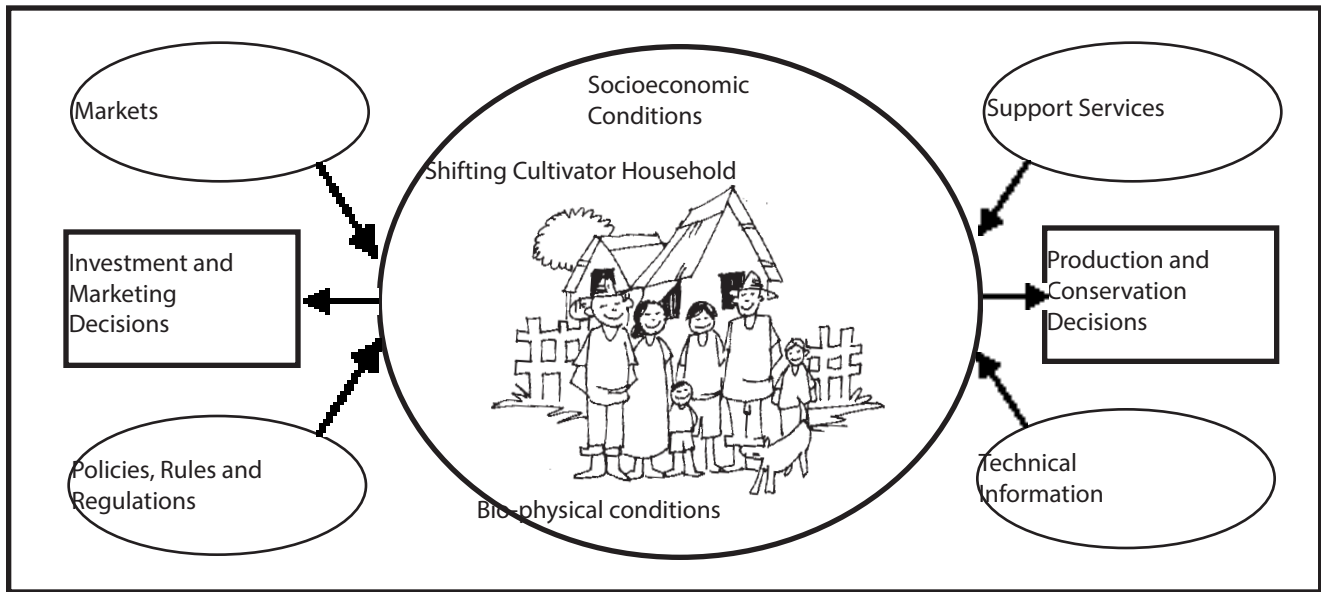 Markets
Socioeconomic
Conditions
Support Services
Shifting Cultivator Household
Investment and
Marketing
Decisions
Production and
Conservation
Decisions
Policies, Rules and
Regulations
Technical
Information
Bio-physical conditions